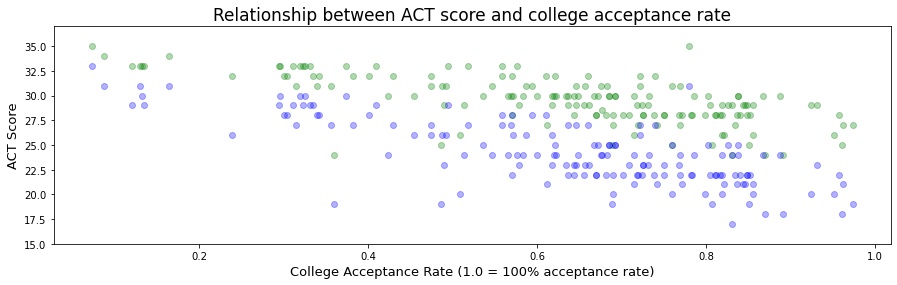 Relationship between ACT score and college acceptance rate
ACT Score
35.0
32.5
30.0
27.5
25.0
22.5
20.0
17.5
15.0
0.2 0.4 0.6 0.8 1.0
College Acceptance Rate (1.0 = 100% acceptance rate)